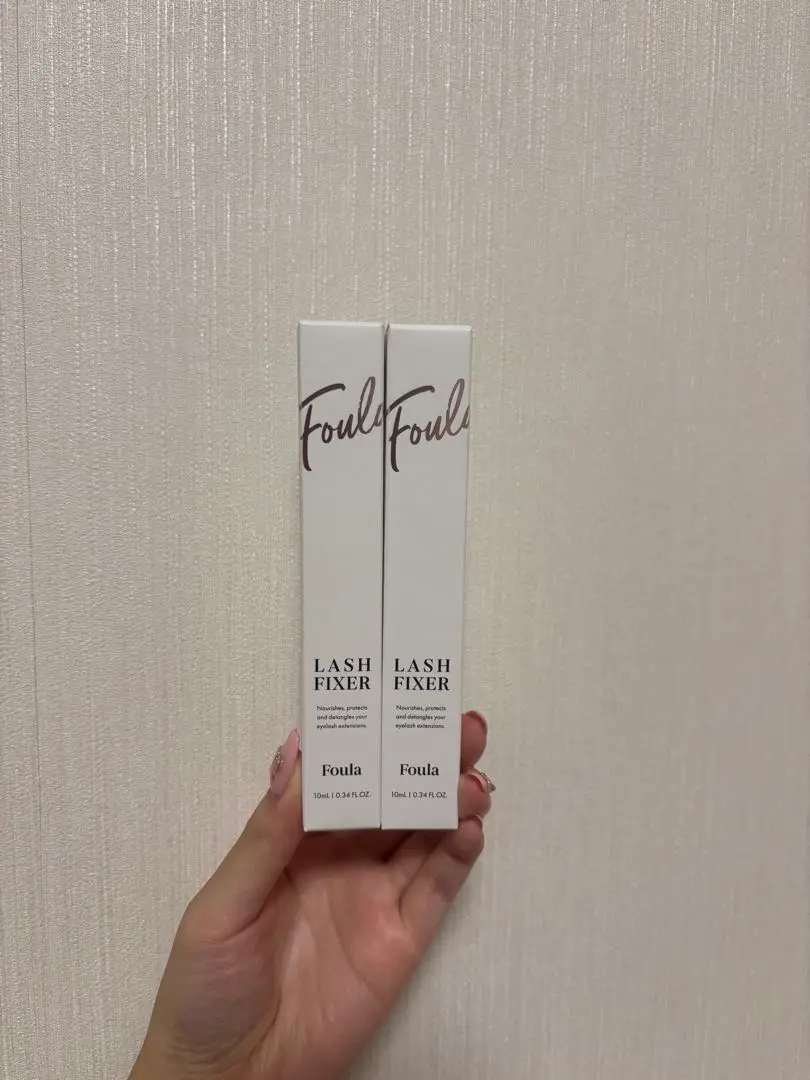 Foula
LASH
FIXER
Nourishes, protects
and detangles your
eyelash extensions.
Foula
10mL | 0.34 FL.OZ.
Foula
LASH
FIXER
Nourishes, protects
and detangles your
eyelash extensions.
Foula
10mL | 0.34 FL.OZ.